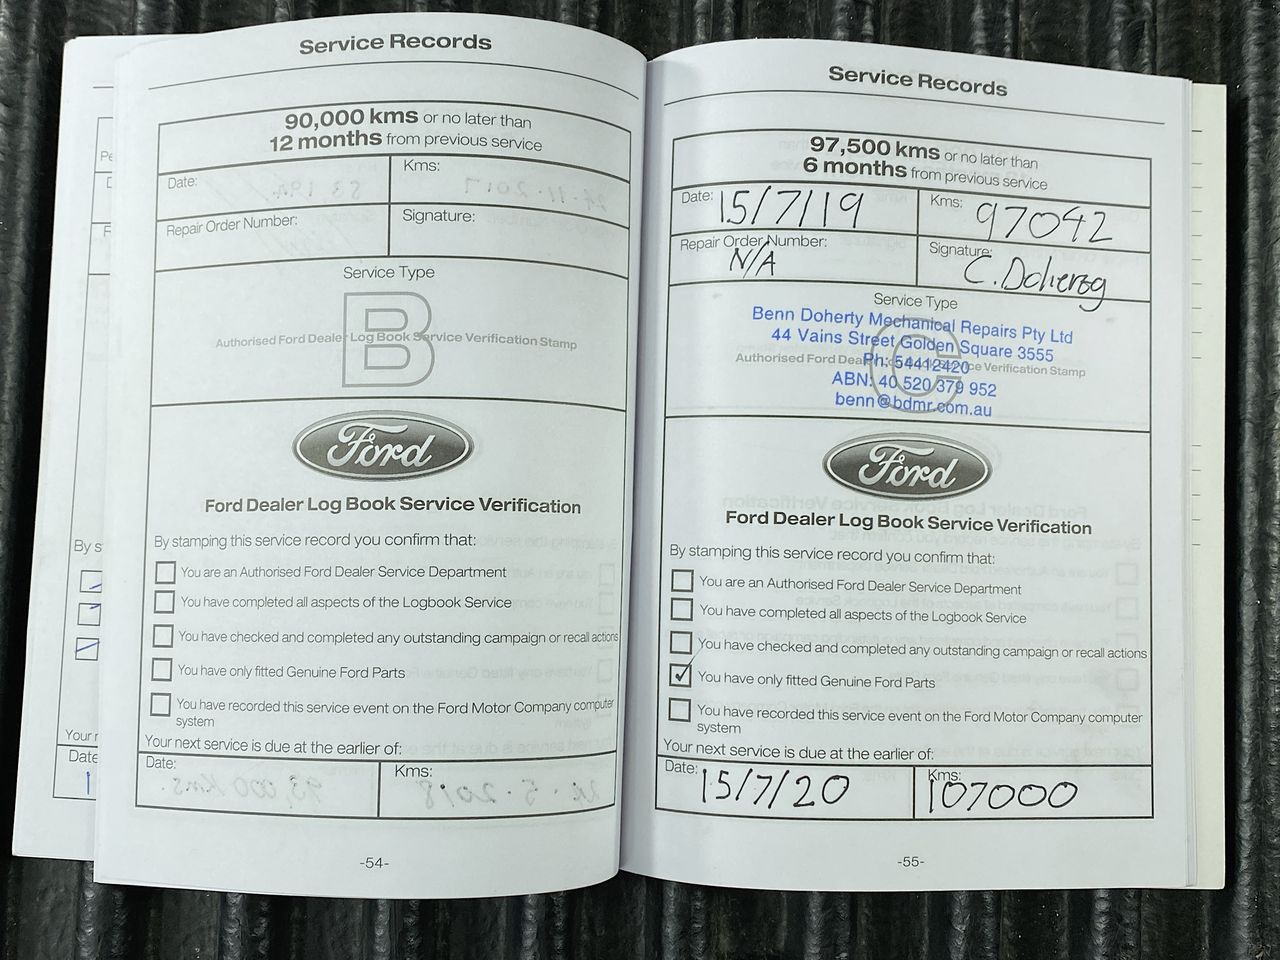 Service Records
90,000 kms or no later than
12 months from previous service
Date:
Kms:
Repair Order Number:
Signature:
Service Type
B
Authorised Ford Dealer Log Book Service Verification Stamp
Ford
Ford Dealer Log Book Service Verification
By stamping this service record you confirm that:
You are an Authorised Ford Dealer Service Department
You have completed all aspects of the Logbook Service
You have checked and completed any outstanding campaign or recall actions
You have only fitted Genuine Ford Parts
You have recorded this service event on the Ford Motor Company computer
system
Your next service is due at the earlier of:
Date:
Kms:
-54-
Service Records
97,500 kms or no later than
6 months from previous service
Date: 15/7/19
Kms: 97042
Repair Order Number:
N/A
Signature:
C. Doherty
Service Type
Benn Doherty Mechanical Repairs Pty Ltd
44 Vains Street Golden Square 3555
Ph: 54412420
ABN: 40 520 379 952
benn@bdmr.com.au
C
Authorised Ford Dealer Log Book Service Verification Stamp
Ford
Ford Dealer Log Book Service Verification
By stamping this service record you confirm that:
You are an Authorised Ford Dealer Service Department
You have completed all aspects of the Logbook Service
You have checked and completed any outstanding campaign or recall actions
You have only fitted Genuine Ford Parts
You have recorded this service event on the Ford Motor Company computer
system
Your next service is due at the earlier of:
Date: 15/7/20
Kms: 107000
-55-
By s
Your n
Date